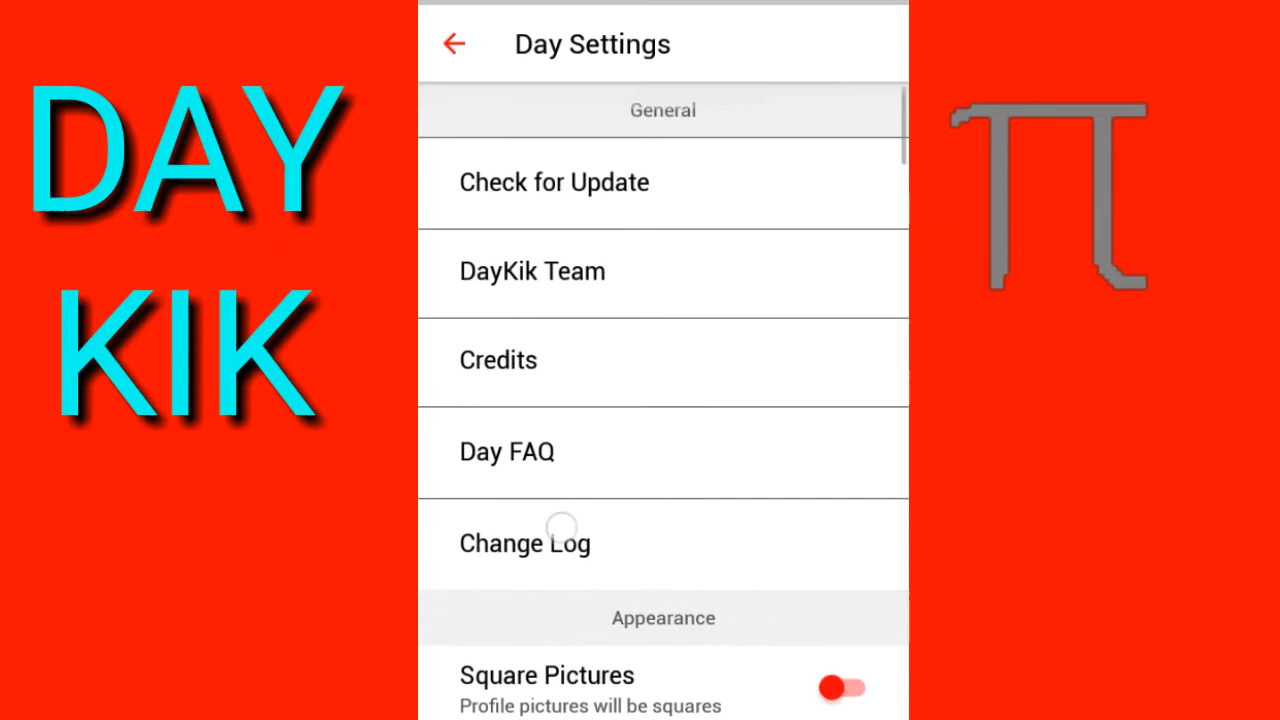 DAY
KIK
Day Settings
General
Check for Update
DayKik Team
Credits
Day FAQ
Change Log
Appearance
Square Pictures
Profile pictures will be squares
π